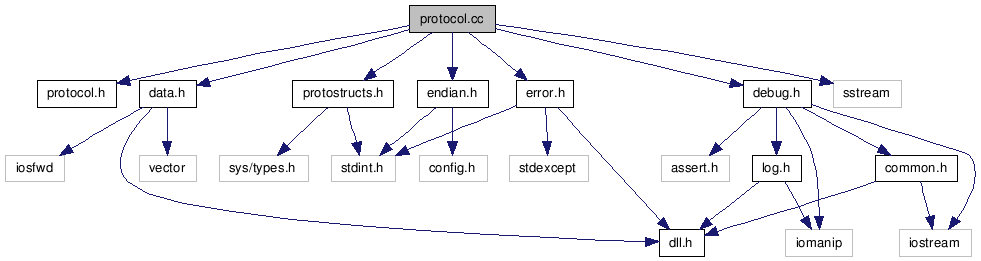 protocol.cc
protocol.h
data.h
protostructs.h
endian.h
error.h
debug.h
sstream
iosfwd
vector
sys/types.h
stdint.h
config.h
stdexcept
assert.h
log.h
common.h
dll.h
iomanip
iostream